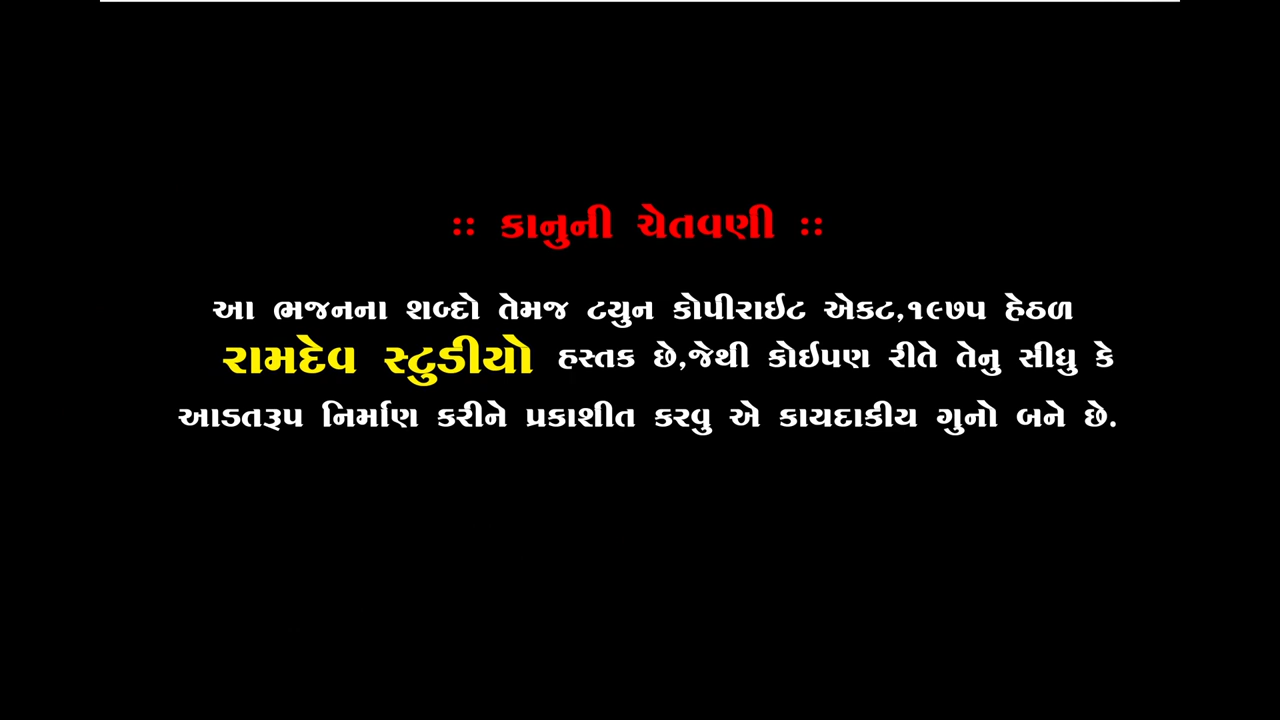 :: કાનુની ચેતવણી ::
આ ભજનના શબ્દો તેમજ ટયુન કોપીરાઈટ એકટ,૧૯૭૫ હેઠળ
રામદેવ સ્ટુડીયો હસ્તક છે,જેથી કોઈપણ રીતે તેનુ સીધુ કે
આડતરૂપ નિર્માણ કરીને પ્રકાશીત કરવુ એ કાયદાકીય ગુનો બને છે.